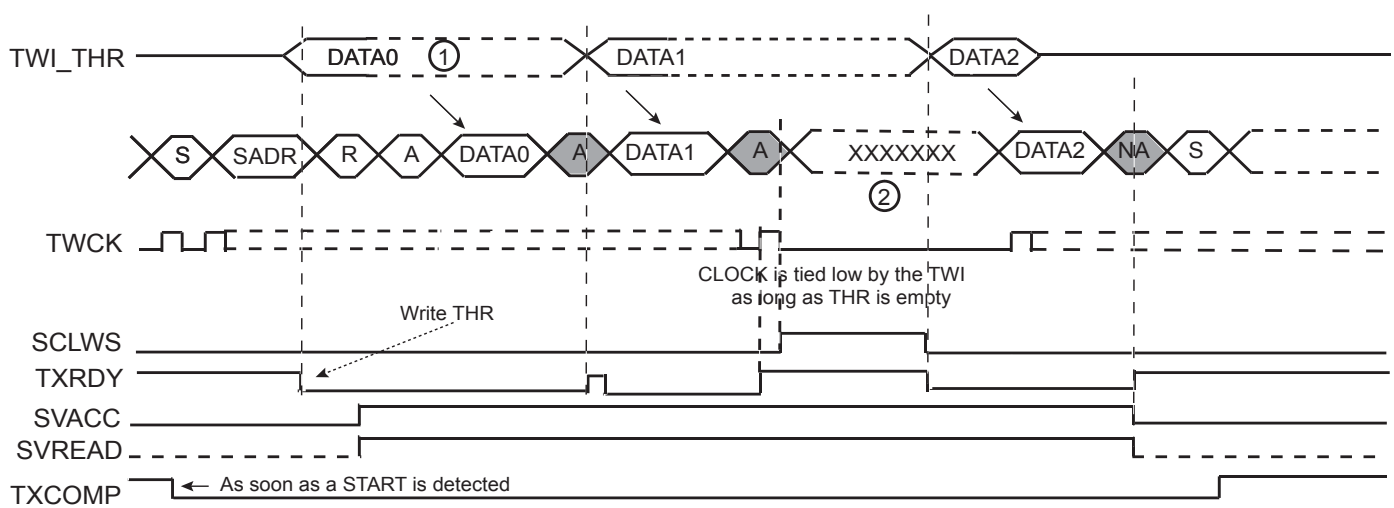 TWI_THR DATA0 1 DATA1 DATA2
S SADR R A DATA0 A DATA1 A XXXXXXX DATA2 NA S
2
TWCK
CLOCK is tied low by the TWI
as long as THR is empty
Write THR
SCLWS
TXRDY
SVACC
SVREAD
TXCOMP As soon as a START is detected